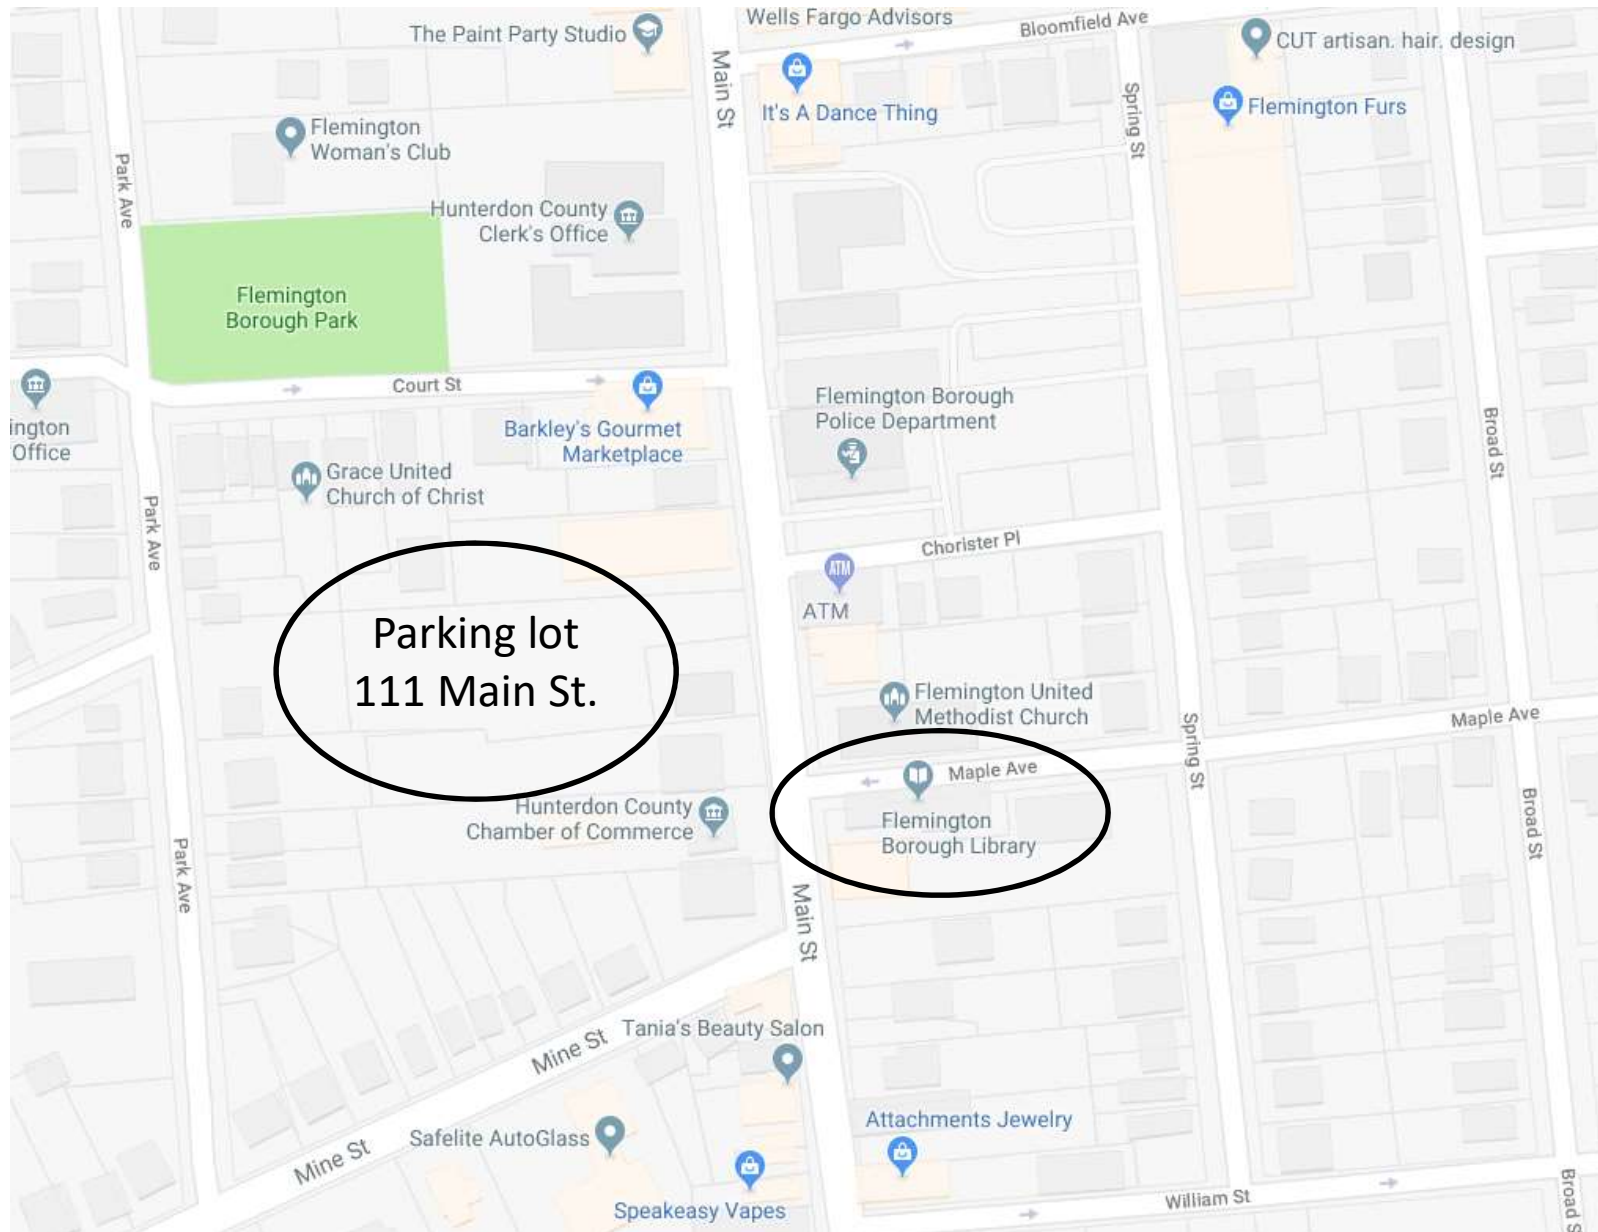 Wells Fargo Advisors
Bloomfield Ave
The Paint Party Studio
CUT artisan. hair. design
Main St
It's A Dance Thing
Spring St
Flemington Furs
Flemington
Woman's Club
Park Ave
Hunterdon County
Clerk's Office
Flemington
Borough Park
Court St
Flemington Borough
Police Department
ington
Office
Barkley's Gourmet
Marketplace
Broad St
Grace United
Church of Christ
Park Ave
Chorister Pl
ATM
ATM
Parking lot
111 Main St.
Flemington United
Methodist Church
Maple Ave
Spring St
Maple Ave
Hunterdon County
Chamber of Commerce
Flemington
Borough Library
Broad St
Park Ave
Main St
Mine St
Tania's Beauty Salon
Attachments Jewelry
Safelite AutoGlass
Mine St
Speakeasy Vapes
William St
Broad S